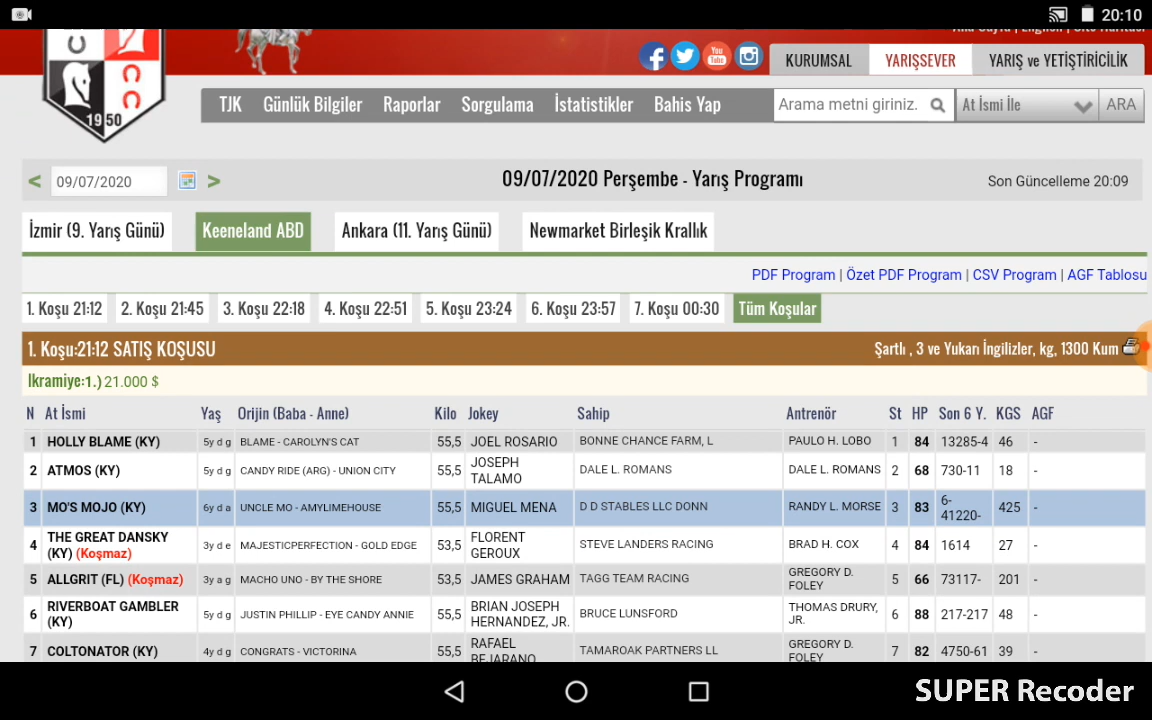 20:10
C C C
1950
KURUMSAL YARIŞSEVER YARIŞ ve YETİŞTİRİCİLİK
You Tube
TJK Günlük Bilgiler Raporlar Sorgulama İstatistikler Bahis Yap Arama metni giriniz. At İsmi İle ARA
< 09/07/2020 > 09/07/2020 Perşembe - Yarış Programı Son Güncelleme 20:09
İzmir (9. Yarış Günü) Keeneland ABD Ankara (11. Yarış Günü) Newmarket Birleşik Krallık
PDF Program | Özet PDF Program | CSV Program | AGF Tablosu
1. Koşu 21:12 2. Koşu 21:45 3. Koşu 22:18 4. Koşu 22:51 5. Koşu 23:24 6. Koşu 23:57 7. Koşu 00:30 Tüm Koşular
1. Koşu:21:12 SATIŞ KOŞUSU Şartlı , 3 ve Yukarı İngilizler, kg, 1300 Kum
İkramiye:1.) 21.000 $
N At İsmi Yaş Orijin (Baba - Anne) Kilo Jokey Sahip Antrenör St HP Son 6 Y. KGS AGF
1 HOLLY BLAME (KY) 5y d g BLAME - CAROLYN'S CAT 55,5 JOEL ROSARIO BONNE CHANCE FARM, L PAULO H. LOBO 1 84 13285-4 46 -
2 ATMOS (KY) 5y d g CANDY RIDE (ARG) - UNION CITY 55,5 JOSEPH TALAMO DALE L. ROMANS DALE L. ROMANS 2 68 730-11 18 -
3 MO'S MOJO (KY) 6y d a UNCLE MO - AMYLIMEHOUSE 55,5 MIGUEL MENA D D STABLES LLC DONN RANDY L. MORSE 3 83 6-41220- 425 -
4 THE GREAT DANSKY (KY) (Koşmaz) 3y d e MAJESTICPERFECTION - GOLD EDGE 53,5 FLORENT GEROUX STEVE LANDERS RACING BRAD H. COX 4 84 1614 27 -
5 ALLGRIT (FL) (Koşmaz) 3y a g MACHO UNO - BY THE SHORE 53,5 JAMES GRAHAM TAGG TEAM RACING GREGORY D. FOLEY 5 66 73117- 201 -
6 RIVERBOAT GAMBLER (KY) 5y d g JUSTIN PHILLIP - EYE CANDY ANNIE 55,5 BRIAN JOSEPH HERNANDEZ, JR. BRUCE LUNSFORD THOMAS DRURY, JR. 6 88 217-217 48 -
7 COLTONATOR (KY) 4y d g CONGRATS - VICTORINA 55,5 RAFAEL BEJARANO TAMAROAK PARTNERS LL GREGORY D. FOLEY 7 82 4750-61 39 -
SUPER Recoder